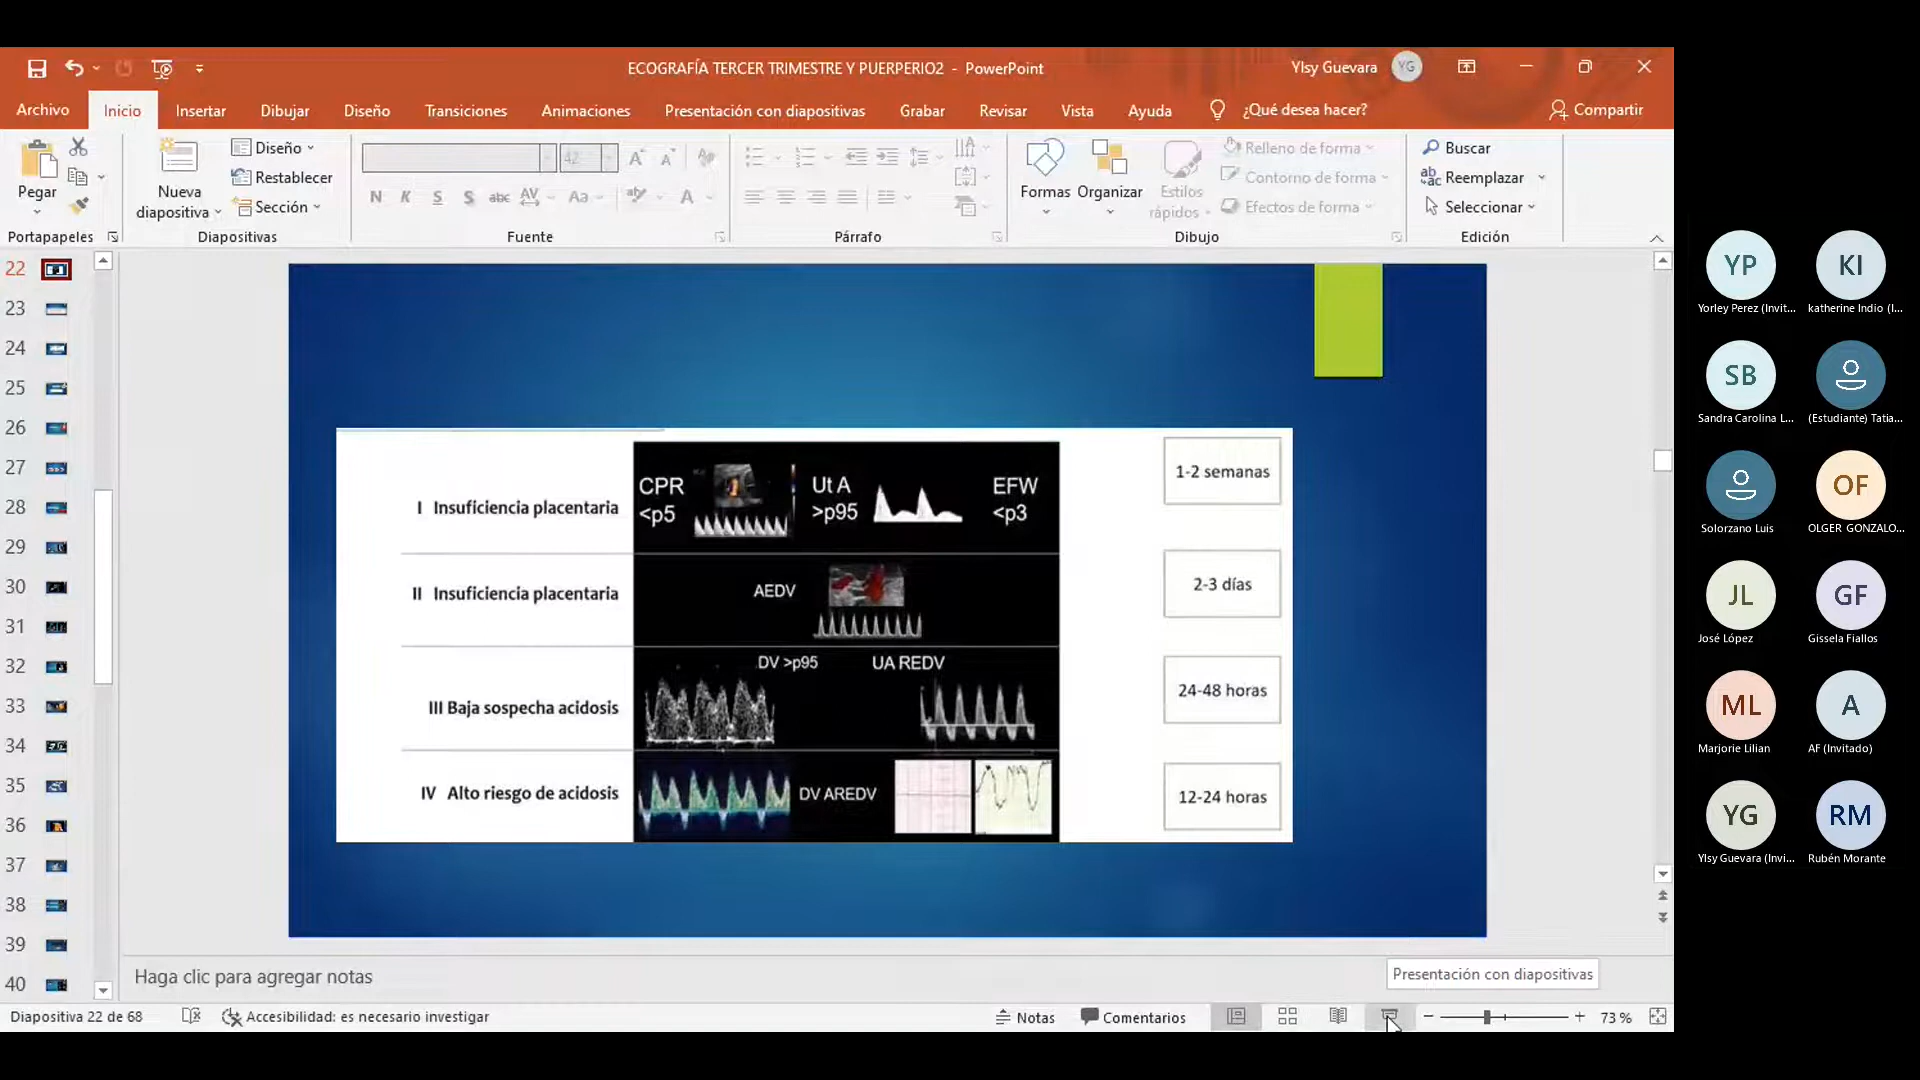 ECOGRAFÍA TERCER TRIMESTRE Y PUERPERIO2 - PowerPoint
Ylsy Guevara
YG
Archivo
Inicio
Insertar
Dibujar
Diseño
Transiciones
Animaciones
Presentación con diapositivas
Grabar
Revisar
Vista
Ayuda
¿Qué desea hacer?
Compartir
Pegar
Nueva diapositiva
Diseño
Restablecer
Sección
42
N K S S abc AV Aa A
Formas
Organizar
Estilos rápidos
Relleno de forma
Contorno de forma
Efectos de forma
Buscar
Reemplazar
Seleccionar
Portapapeles
Diapositivas
Fuente
Párrafo
Dibujo
Edición
22
23
24
25
26
27
28
29
30
31
32
33
34
35
36
37
38
39
40
I Insuficiencia placentaria
CPR
<p5
Ut A
>p95
EFW
<p3
1-2 semanas
II Insuficiencia placentaria
AEDV
2-3 días
III Baja sospecha acidosis
DV >p95
UA REDV
24-48 horas
IV Alto riesgo de acidosis
DV AREDV
12-24 horas
Haga clic para agregar notas
Presentación con diapositivas
Diapositiva 22 de 68
Accesibilidad: es necesario investigar
Notas
Comentarios
73 %
YP
Yorley Perez (Invit...
KI
katherine Indio (I...
SB
Sandra Carolina L...
(Estudiante) Tatia...
Solorzano Luis
OF
OLGER GONZALO...
JL
José López
GF
Gissela Fiallos
ML
Marjorie Lilian
A
AF (Invitado)
YG
Ylsy Guevara (Invi...
RM
Rubén Morante